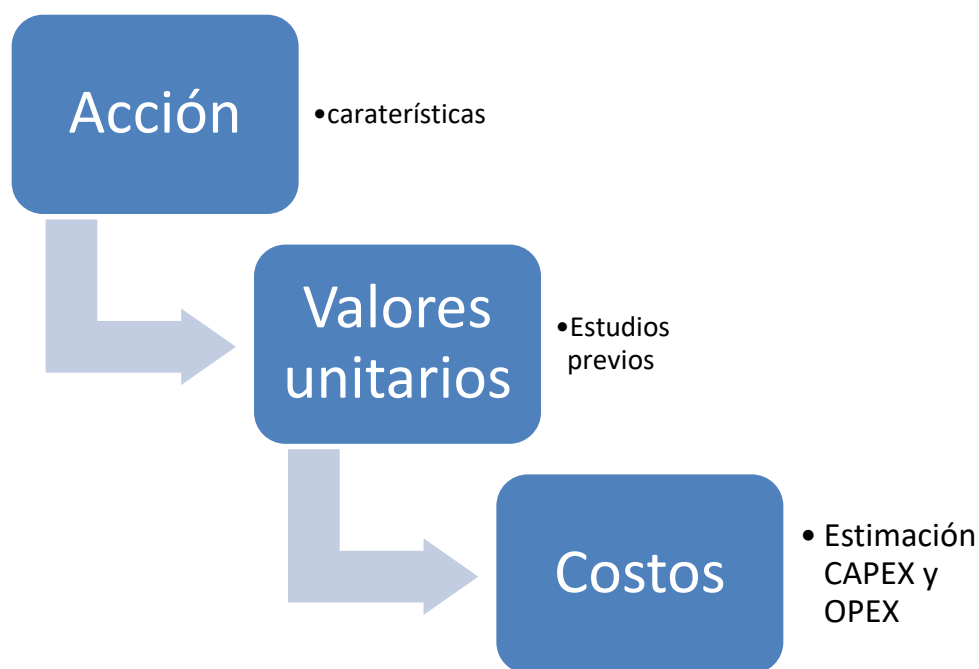 Acción
•caraterísticas
Valores
unitarios
•Estudios
previos
Costos
• Estimación
CAPEX y
OPEX